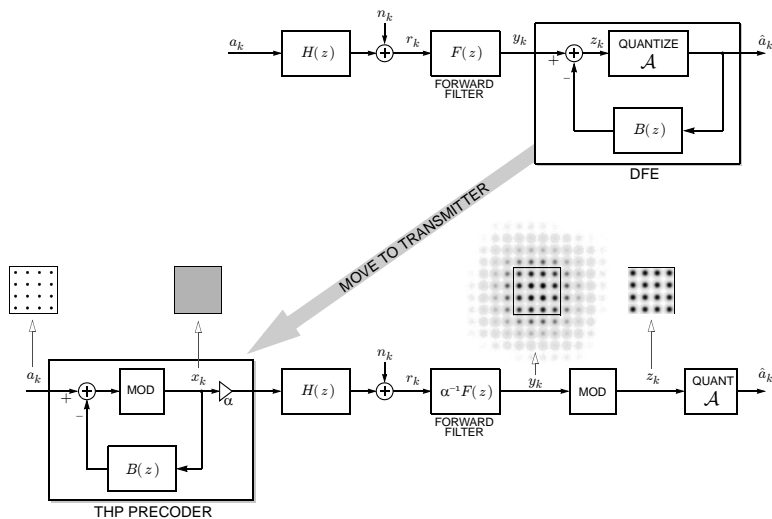 n_k
a_k H(z) r_k F(z) y_k + − z_k QUANTIZE 𝒜 â_k
FORWARD FILTER
B(z)
DFE
MOVE TO TRANSMITTER
a_k + − MOD x_k α H(z) n_k r_k α⁻¹F(z) y_k MOD z_k QUANT 𝒜 â_k
FORWARD FILTER
B(z)
THP PRECODER